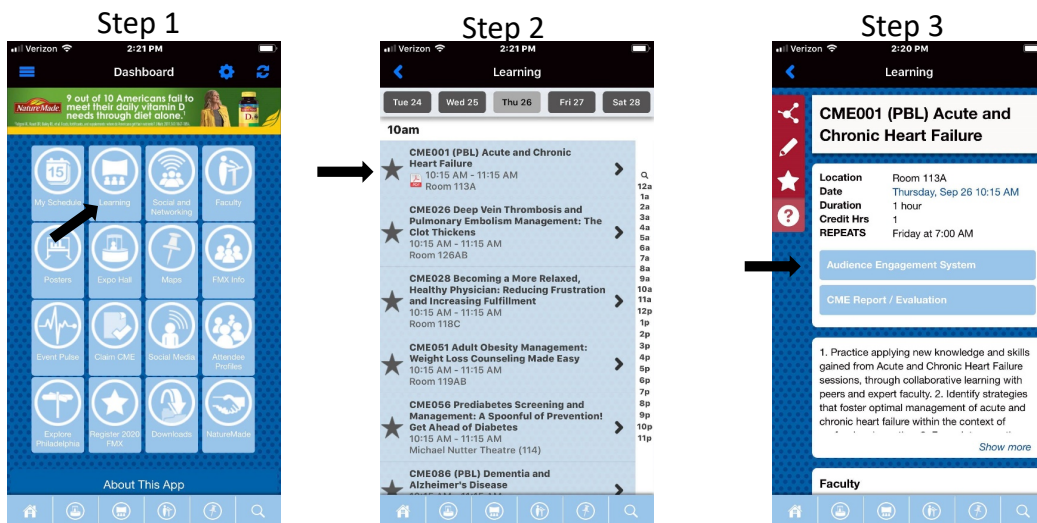 Step 1
Verizon
2:21 PM
Dashboard
Nature Made
9 out of 10 Americans fail to
meet their daily vitamin D
needs through diet alone.
15
My Schedule
Learning
Social and
Networking
Faculty
Posters
Expo Hall
Maps
FMX Info
Event Pulse
Claim CME
Social Media
Attendee
Profiles
Explore
Philadelphia
Register 2020
FMX
Downloads
NatureMade
About This App
Step 2
Verizon
2:21 PM
Learning
Tue 24
Wed 25
Thu 26
Fri 27
Sat 28
10am
CME001 (PBL) Acute and Chronic
Heart Failure
10:15 AM - 11:15 AM
Room 113A
CME026 Deep Vein Thrombosis and
Pulmonary Embolism Management: The
Clot Thickens
10:15 AM - 11:15 AM
Room 126AB
CME028 Becoming a More Relaxed,
Healthy Physician: Reducing Frustration
and Increasing Fulfillment
10:15 AM - 11:15 AM
Room 118C
CME051 Adult Obesity Management:
Weight Loss Counseling Made Easy
10:15 AM - 11:15 AM
Room 119AB
CME056 Prediabetes Screening and
Management: A Spoonful of Prevention!
Get Ahead of Diabetes
10:15 AM - 11:15 AM
Michael Nutter Theatre (114)
CME086 (PBL) Dementia and
Alzheimer's Disease
12a
1a
2a
3a
4a
5a
6a
7a
8a
9a
10a
11a
12p
1p
2p
3p
4p
5p
6p
7p
8p
9p
10p
11p
Step 3
Verizon
2:20 PM
Learning
CME001 (PBL) Acute and
Chronic Heart Failure
Location Room 113A
Date Thursday, Sep 26 10:15 AM
Duration 1 hour
Credit Hrs 1
REPEATS Friday at 7:00 AM
Audience Engagement System
CME Report / Evaluation
1. Practice applying new knowledge and skills
gained from Acute and Chronic Heart Failure
sessions, through collaborative learning with
peers and expert faculty. 2. Identify strategies
that foster optimal management of acute and
chronic heart failure within the context of
Show more
Faculty